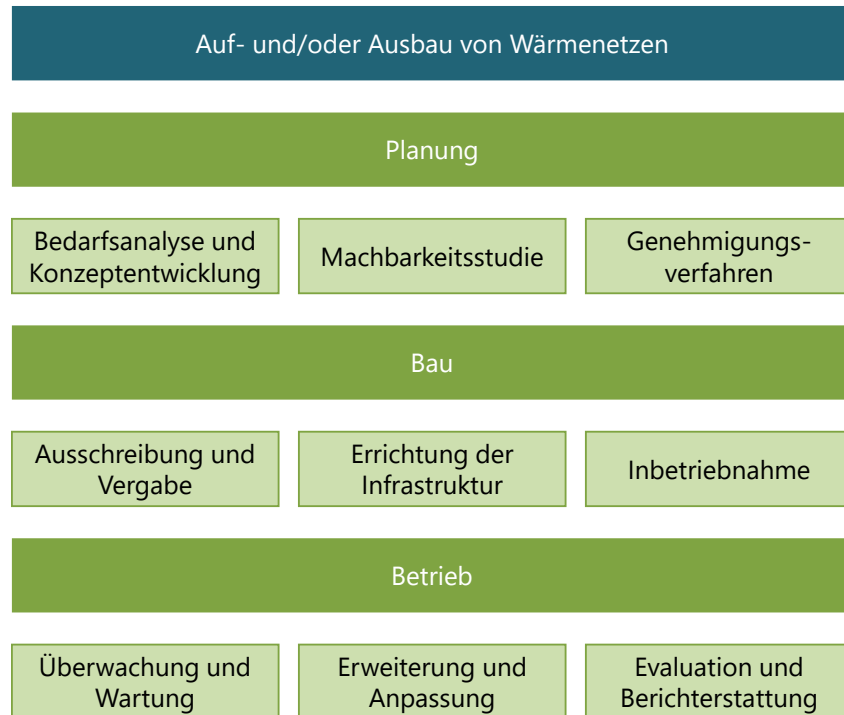 Auf- und/oder Ausbau von Wärmenetzen
Planung
Bedarfsanalyse und
Konzeptentwicklung
Machbarkeitsstudie
Genehmigungs-
verfahren
Bau
Ausschreibung und
Vergabe
Errichtung der
Infrastruktur
Inbetriebnahme
Betrieb
Überwachung und
Wartung
Erweiterung und
Anpassung
Evaluation und
Berichterstattung